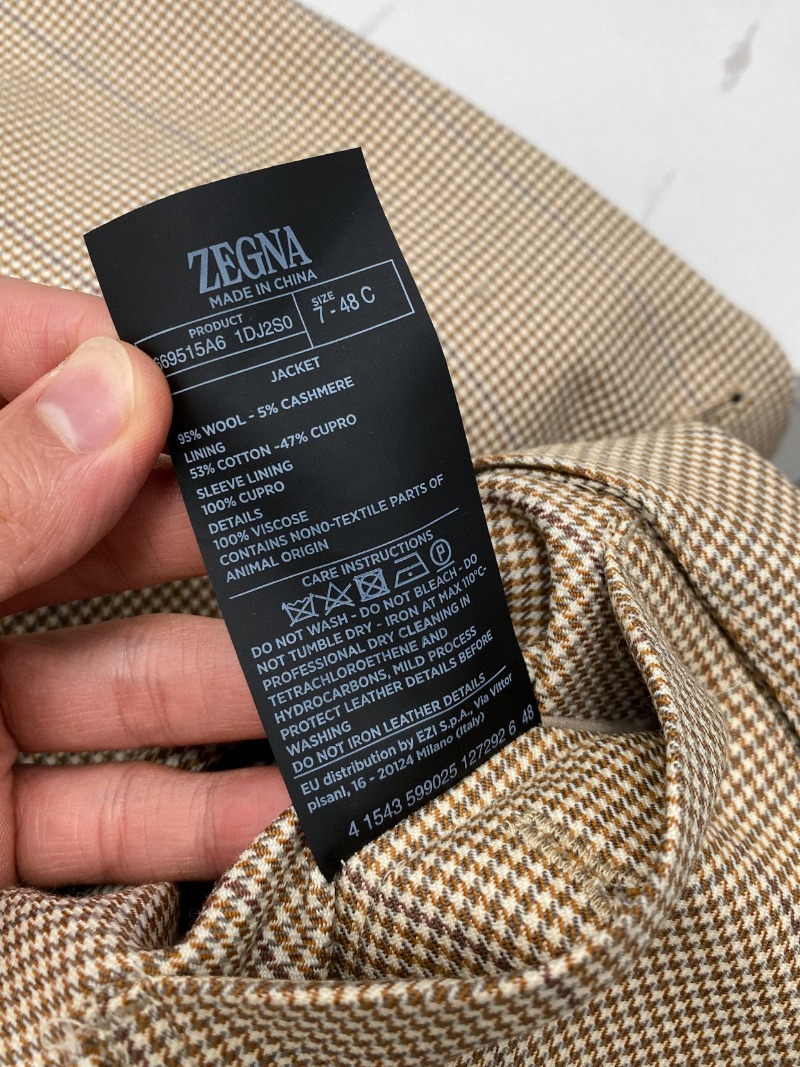 ZEGNA
MADE IN CHINA
PRODUCT
669515A6 1DJ2S0
SIZE
7 - 48 C
JACKET
95% WOOL - 5% CASHMERE
LINING
53% COTTON -47% CUPRO
SLEEVE LINING
100% CUPRO
DETAILS
100% VISCOSE
CONTAINS NONO-TEXTILE PARTS OF
ANIMAL ORIGIN
CARE INSTRUCTIONS
P
DO NOT WASH - DO NOT BLEACH - DO
NOT TUMBLE DRY - IRON AT MAX 110°C-
PROFESSIONAL DRY CLEANING IN
TETRACHLOROETHENE AND
HYDROCARBONS, MILD PROCESS
PROTECT LEATHER DETAILS BEFORE
WASHING
DO NOT IRON LEATHER DETAILS
EU distribution by EZI S.p.A., Via Vittor
pisani, 16 - 20124 Milano (Italy)
4 1543 599025 127292 6 48